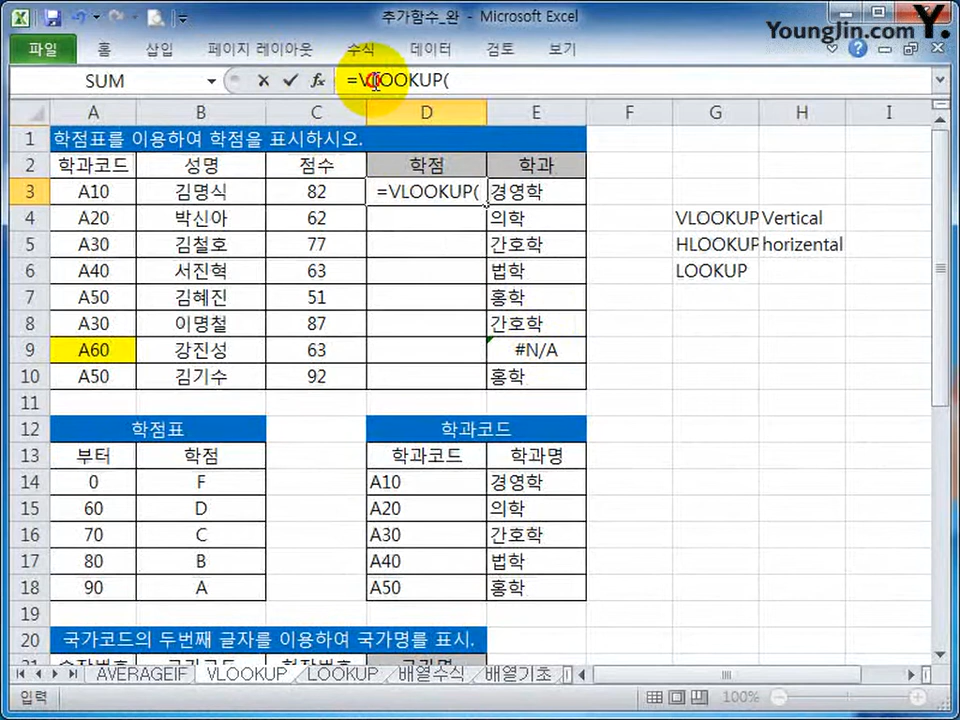 추가함수_완 - Microsoft Excel
YoungJin.com Y.
파일 홈 삽입 페이지 레이아웃 수식 데이터 검토 보기
SUM fx =VLOOKUP(
A B C D E F G H I
1 학점표를 이용하여 학점을 표시하시오.
2 학과코드 성명 점수 학점 학과
3 A10 김명식 82 =VLOOKUP( 경영학
4 A20 박신아 62 의학 VLOOKUP Vertical
5 A30 김철호 77 간호학 HLOOKUP horizental
6 A40 서진혁 63 법학 LOOKUP
7 A50 김혜진 51 홍학
8 A30 이명철 87 간호학
9 A60 강진성 63 #N/A
10 A50 김기수 92 홍학
11
12 학점표 학과코드
13 부터 학점 학과코드 학과명
14 0 F A10 경영학
15 60 D A20 의학
16 70 C A30 간호학
17 80 B A40 법학
18 90 A A50 홍학
19
20 국가코드의 두번째 글자를 이용하여 국가명를 표시.
21
AVERAGEIF VLOOKUP LOOKUP 배열수식 배열기초
입력 100%